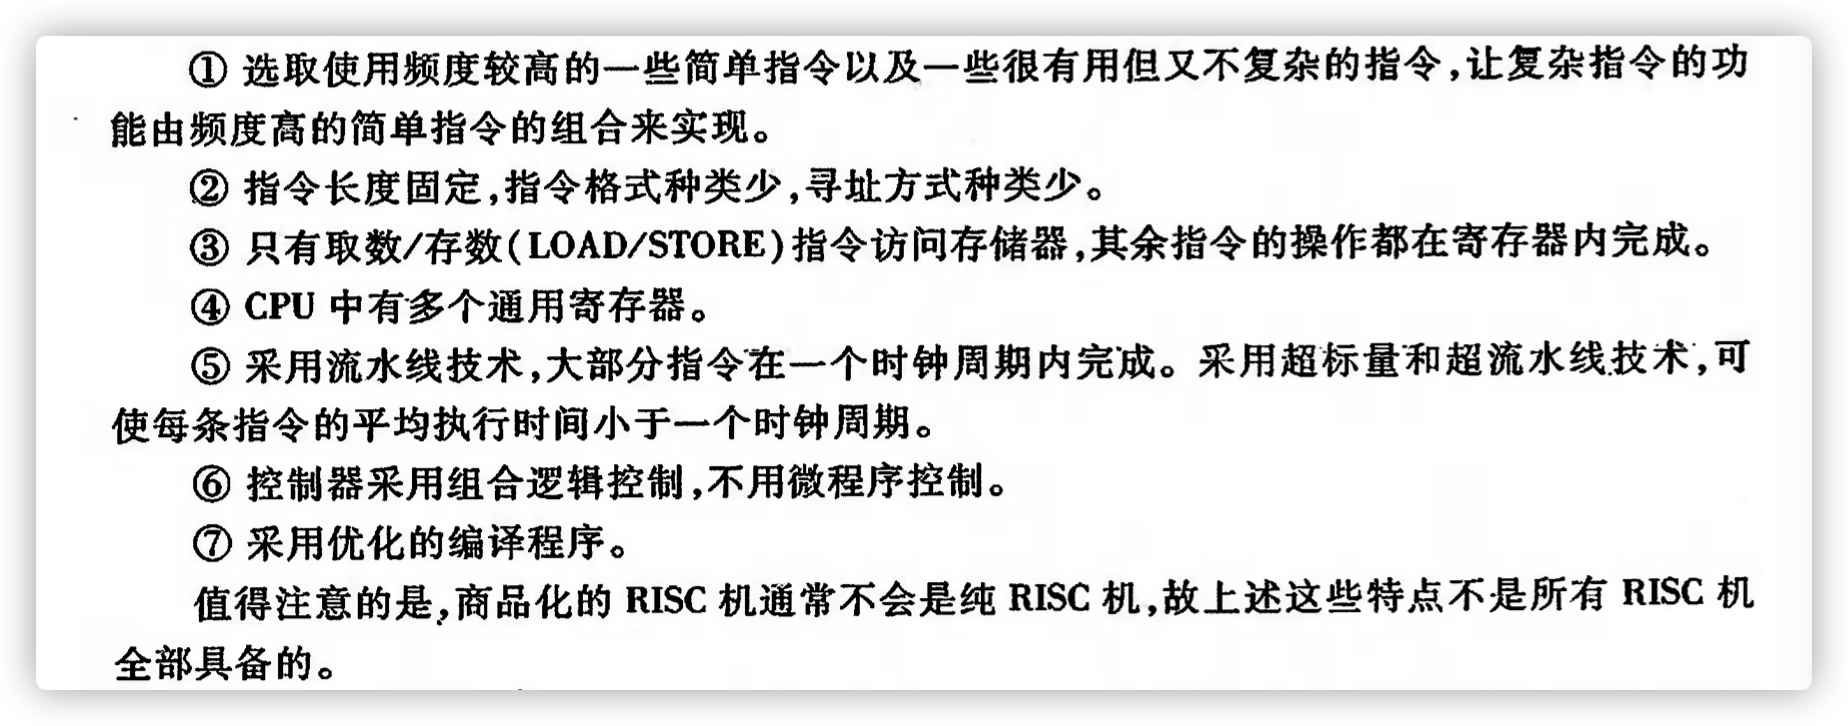 ① 选取使用频度较高的一些简单指令以及一些很有用但又不复杂的指令,让复杂指令的功
能由频度高的简单指令的组合来实现。
② 指令长度固定,指令格式种类少,寻址方式种类少。
③ 只有取数/存数(LOAD/STORE)指令访问存储器,其余指令的操作都在寄存器内完成。
④ CPU 中有多个通用寄存器。
⑤ 采用流水线技术,大部分指令在一个时钟周期内完成。采用超标量和超流水线技术,可
使每条指令的平均执行时间小于一个时钟周期。
⑥ 控制器采用组合逻辑控制,不用微程序控制。
⑦ 采用优化的编译程序。
值得注意的是,商品化的 RISC 机通常不会是纯 RISC 机,故上述这些特点不是所有 RISC 机
全部具备的。